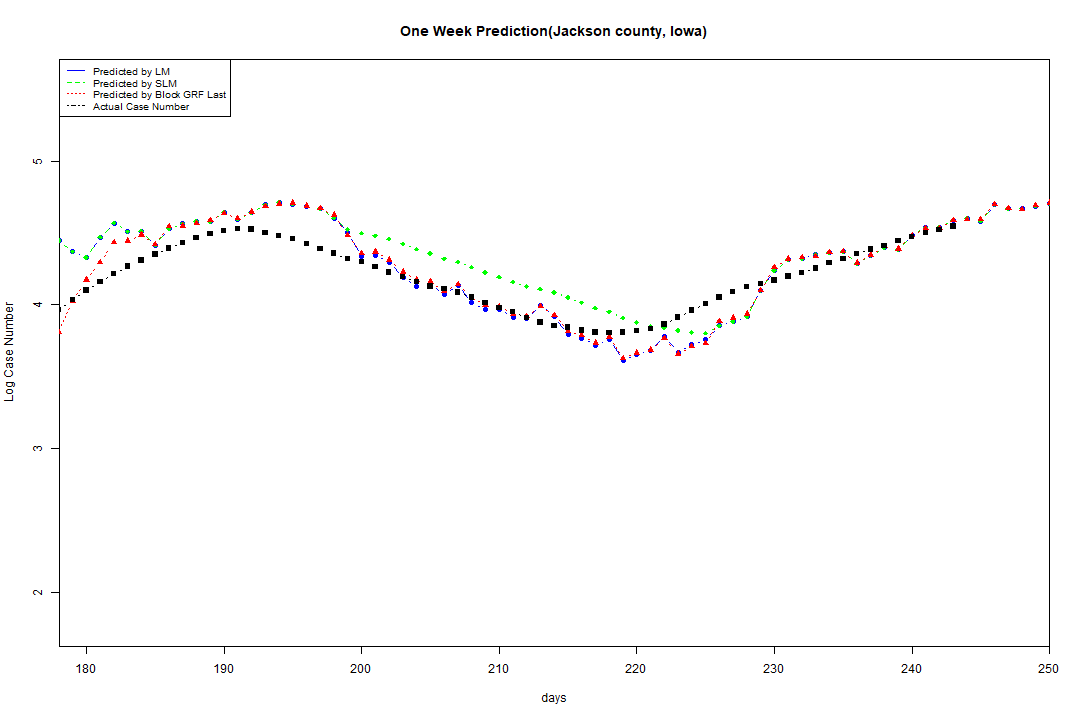 One Week Prediction(Jackson county, Iowa)
Predicted by LM
Predicted by SLM
Predicted by Block GRF Last
Actual Case Number
Log Case Number
5
4
3
2
180 190 200 210 220 230 240 250
days